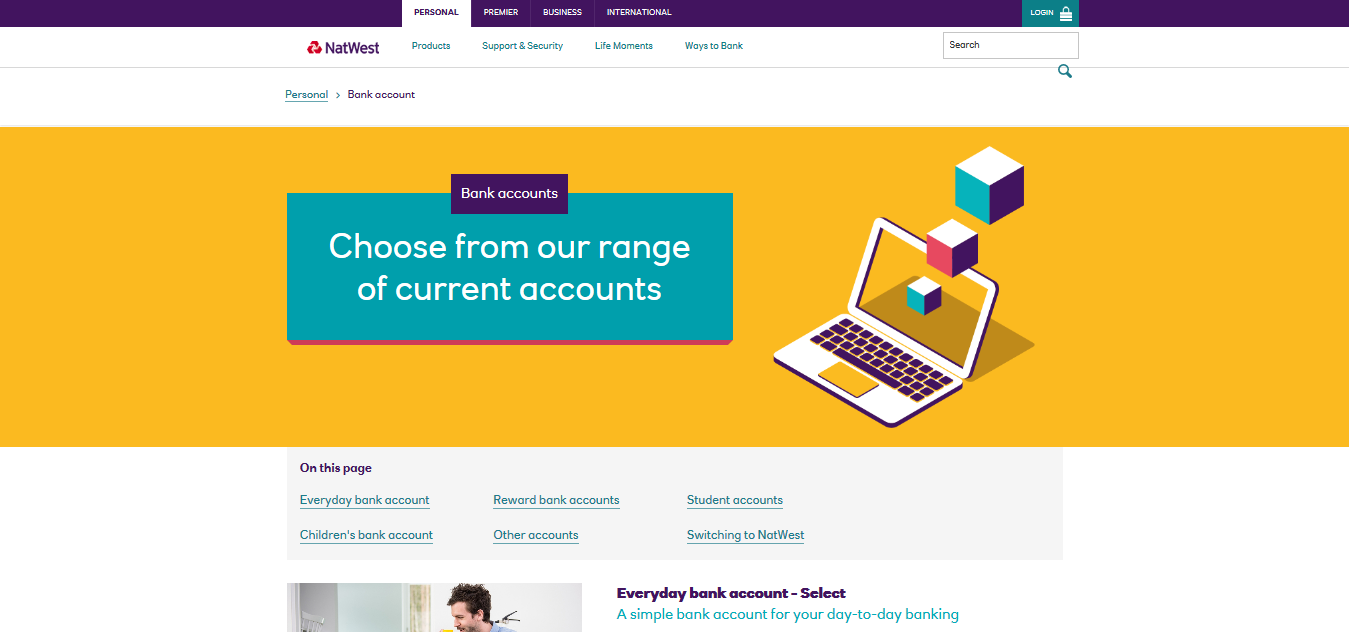 PERSONAL PREMIER BUSINESS INTERNATIONAL LOGIN
NatWest Products Support & Security Life Moments Ways to Bank Search
Personal > Bank account
Bank accounts
Choose from our range
of current accounts
On this page
Everyday bank account Reward bank accounts Student accounts
Children's bank account Other accounts Switching to NatWest
Everyday bank account - Select
A simple bank account for your day-to-day banking